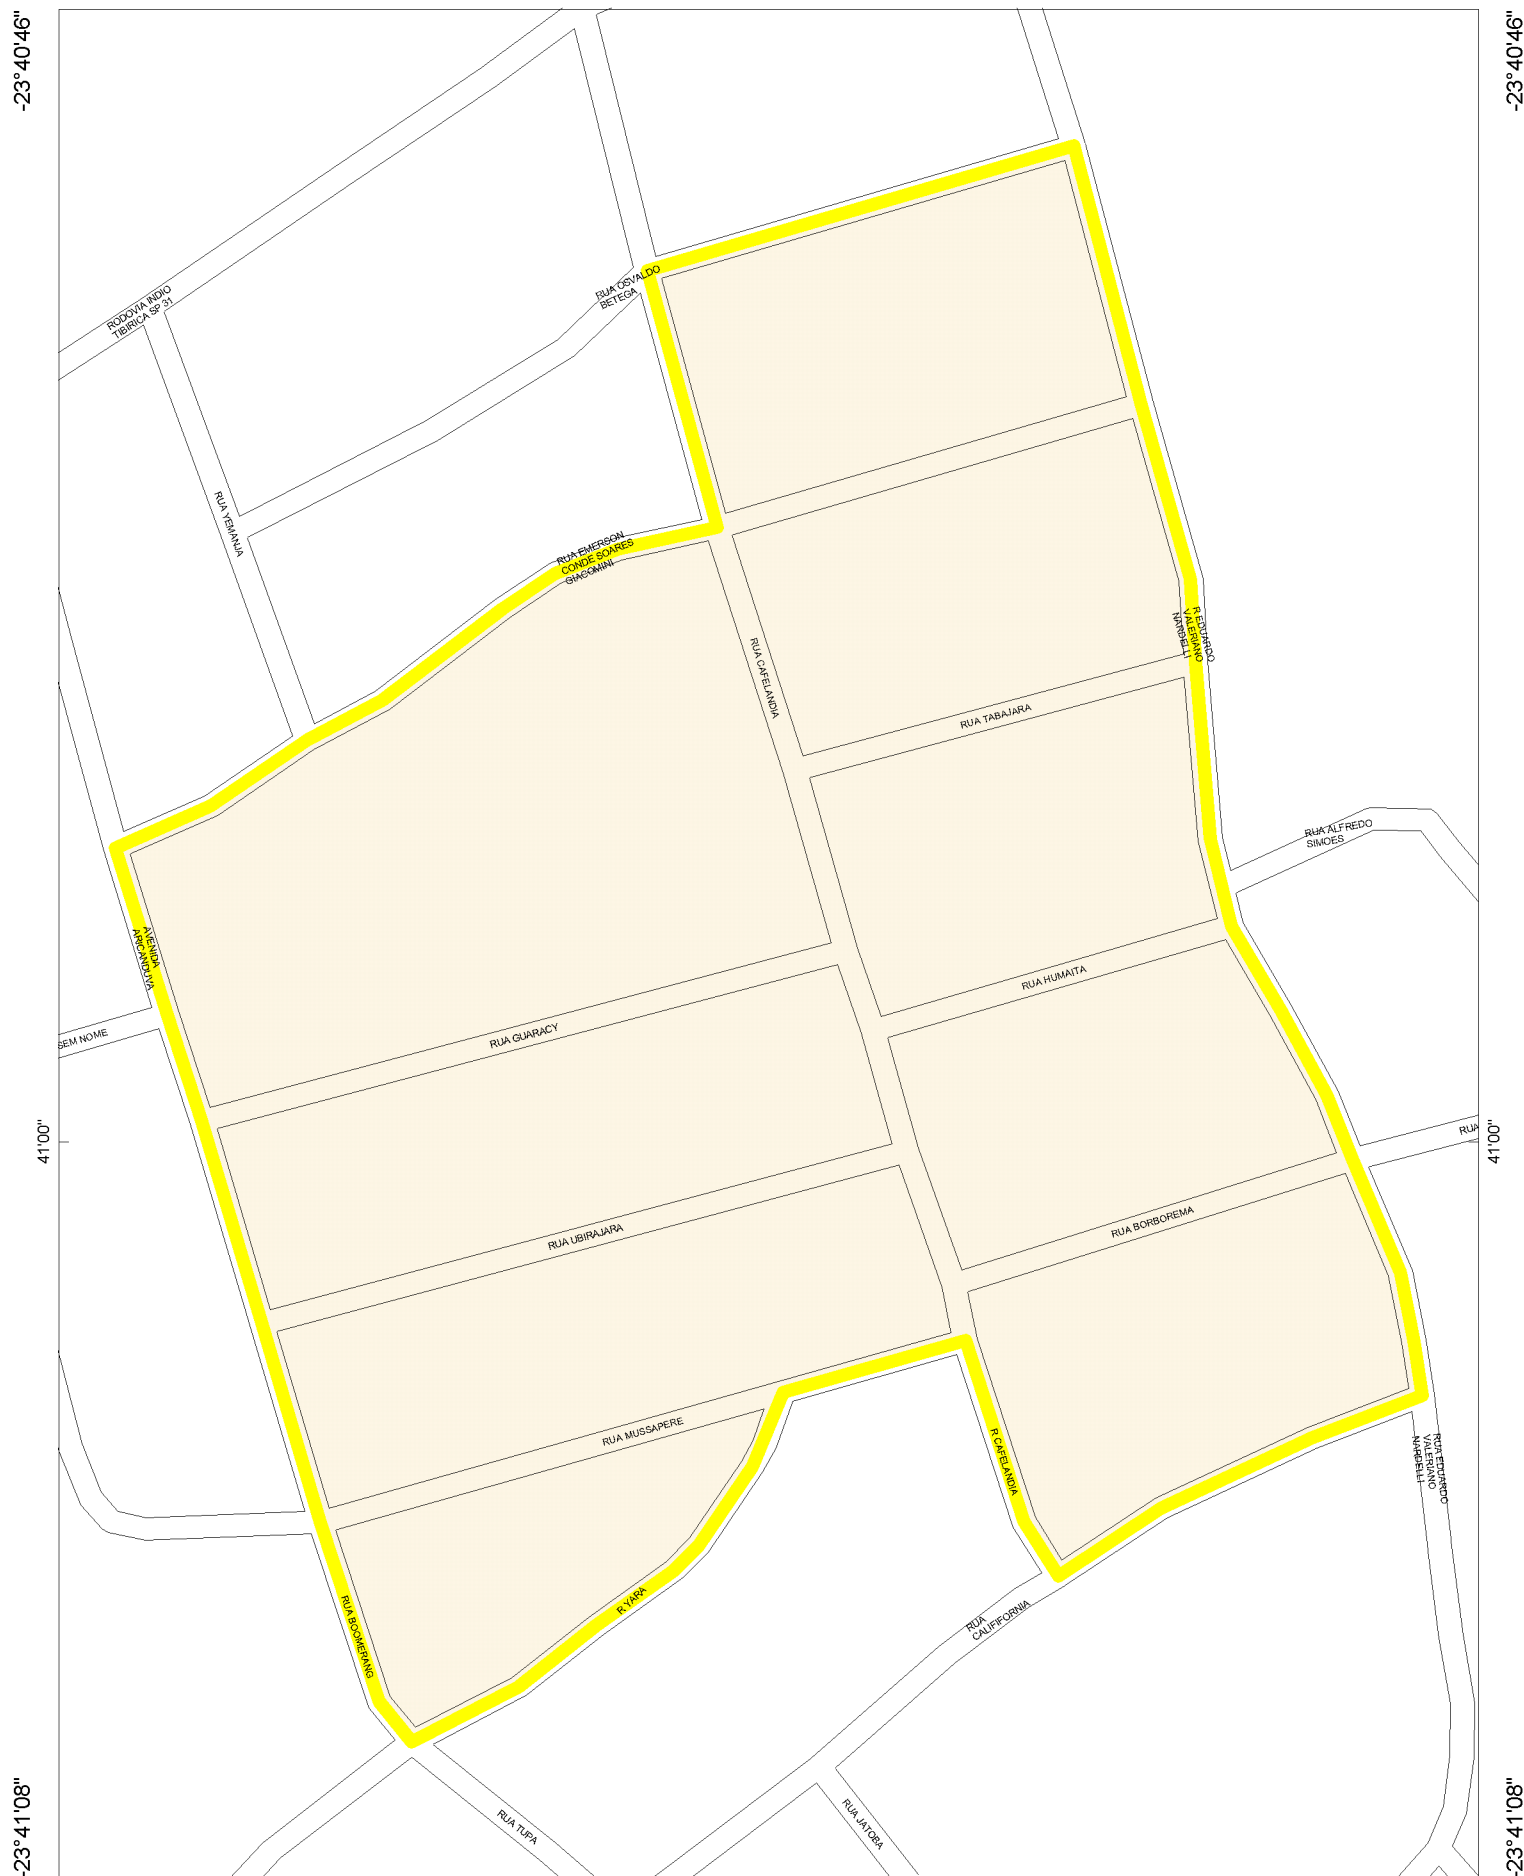 -23°40'46"
-23°40'46"
RUA OSVALDO
BETEGA
RODOVIA INDIO
TIBIRICA SP 31
RUA YEMANJA
RUA EMERSON
CONDE SOARES
GIACOMINI
R EDUARDO
VALERIANO
NARDELLI
RUA CAFELANDIA
RUA TABAJARA
RUA ALFREDO
SIMOES
AVENIDA
ARICANDUVA
RUA HUMAITA
SEM NOME
RUA GUARACY
41'00"
RUA
41'00"
RUA UBIRAJARA
RUA BORBOREMA
RUA MUSSAPERE
R CAFELANDIA
RUA EDUARDO
VALERIANO
NARDELLI
R YARA
RUA BOOMERANG
RUA
CALIFIFORNIA
RUA TUPA
RUA JATOBA
-23°41'08"
-23°41'08"